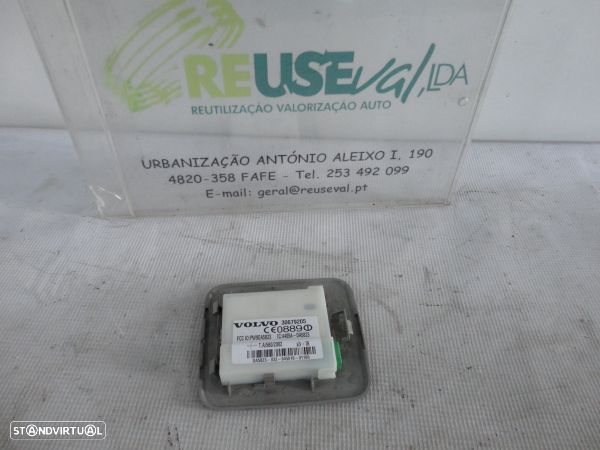 REUSEval, LDA
REUTILIZAÇÃO VALORIZAÇÃO AUTO
URBANIZAÇÃO ANTÓNIO ALEIXO I, 190
4820-358 FAFE - Tel. 253 492 099
E-mail: geral@reuseval.pt
VOLVO 30679205
CE0889
STANDVIRTUAL